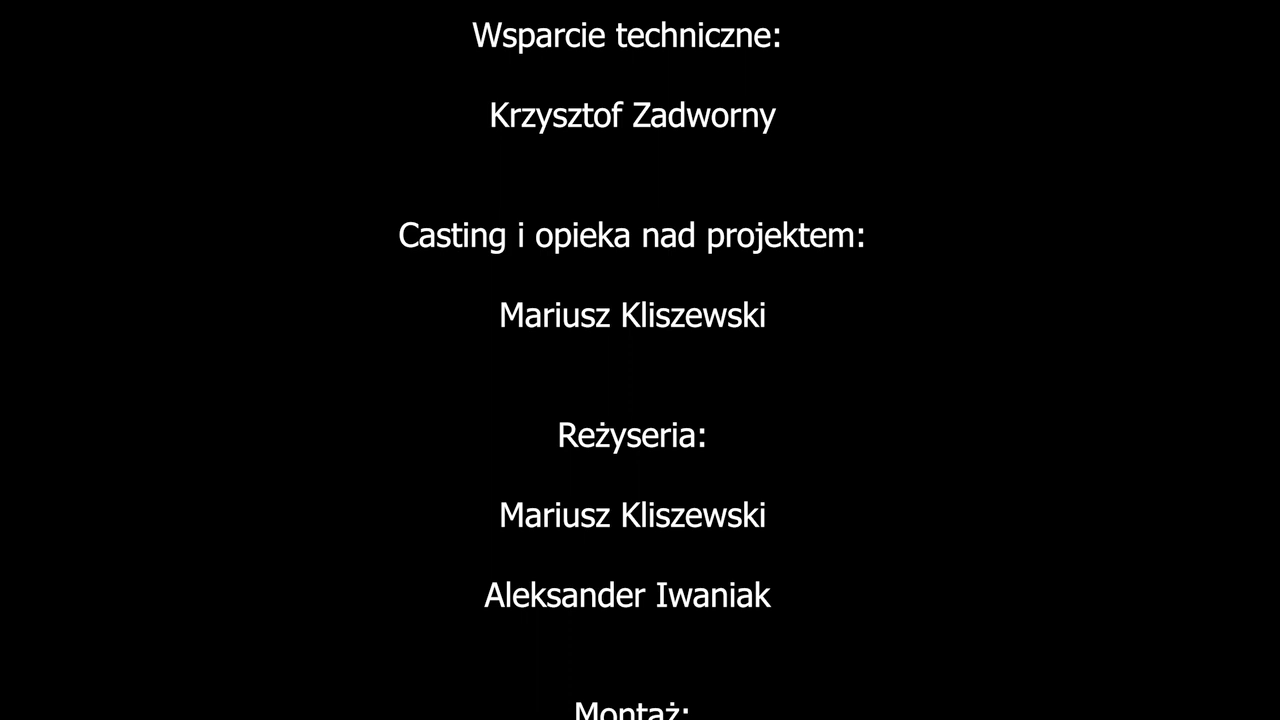 Wsparcie techniczne:
Krzysztof Zadworny
Casting i opieka nad projektem:
Mariusz Kliszewski
Reżyseria:
Mariusz Kliszewski
Aleksander Iwaniak
Montaż: